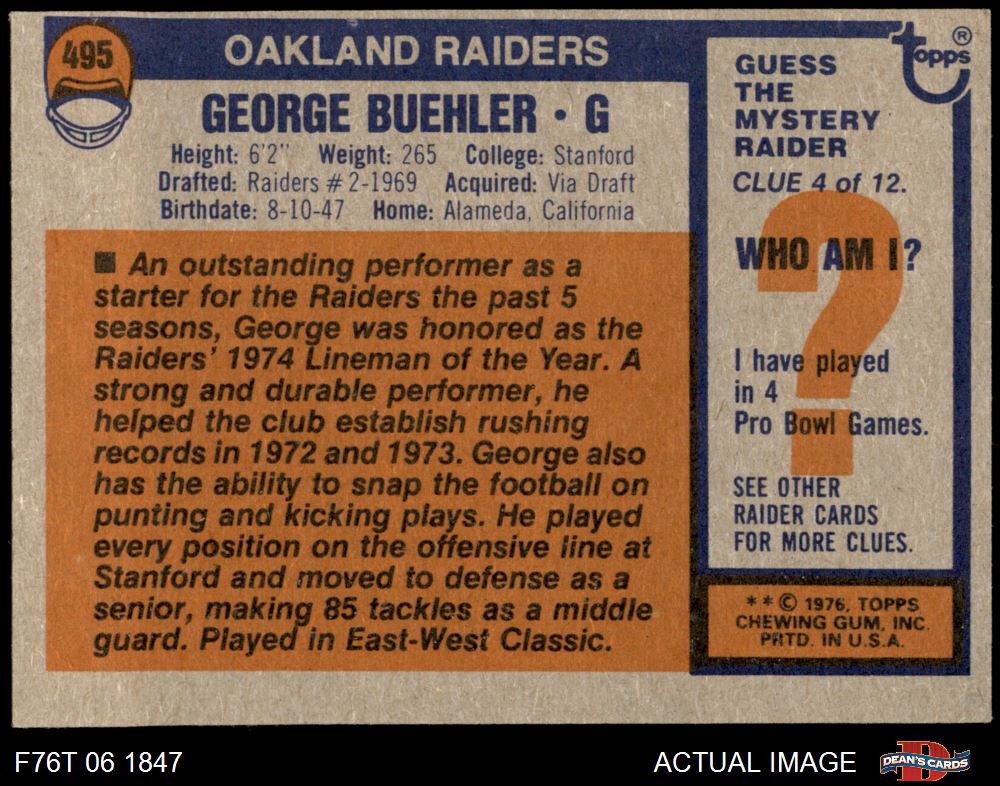 495
OAKLAND RAIDERS
GEORGE BUEHLER • G
Height: 6'2" Weight: 265 College: Stanford
Drafted: Raiders # 2-1969 Acquired: Via Draft
Birthdate: 8-10-47 Home: Alameda, California
■ An outstanding performer as a
starter for the Raiders the past 5
seasons, George was honored as the
Raiders' 1974 Lineman of the Year. A
strong and durable performer, he
helped the club establish rushing
records in 1972 and 1973. George also
has the ability to snap the football on
punting and kicking plays. He played
every position on the offensive line at
Stanford and moved to defense as a
senior, making 85 tackles as a middle
guard. Played in East-West Classic.
topps®
GUESS
THE
MYSTERY
RAIDER
CLUE 4 of 12.
?
WHO AM I?
I have played
in 4
Pro Bowl Games.
SEE OTHER
RAIDER CARDS
FOR MORE CLUES.
* * © 1976, TOPPS
CHEWING GUM, INC.
PRTD. IN U.S.A.
F76T 06 1847
ACTUAL IMAGE
D
DEAN'S CARDS